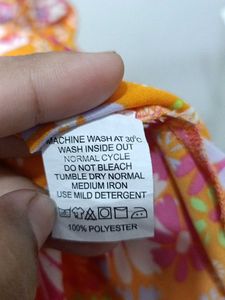 MACHINE WASH AT 30°C
WASH INSIDE OUT
NORMAL CYCLE
DO NOT BLEACH
TUMBLE DRY NORMAL
MEDIUM IRON
USE MILD DETERGENT
100% POLYESTER